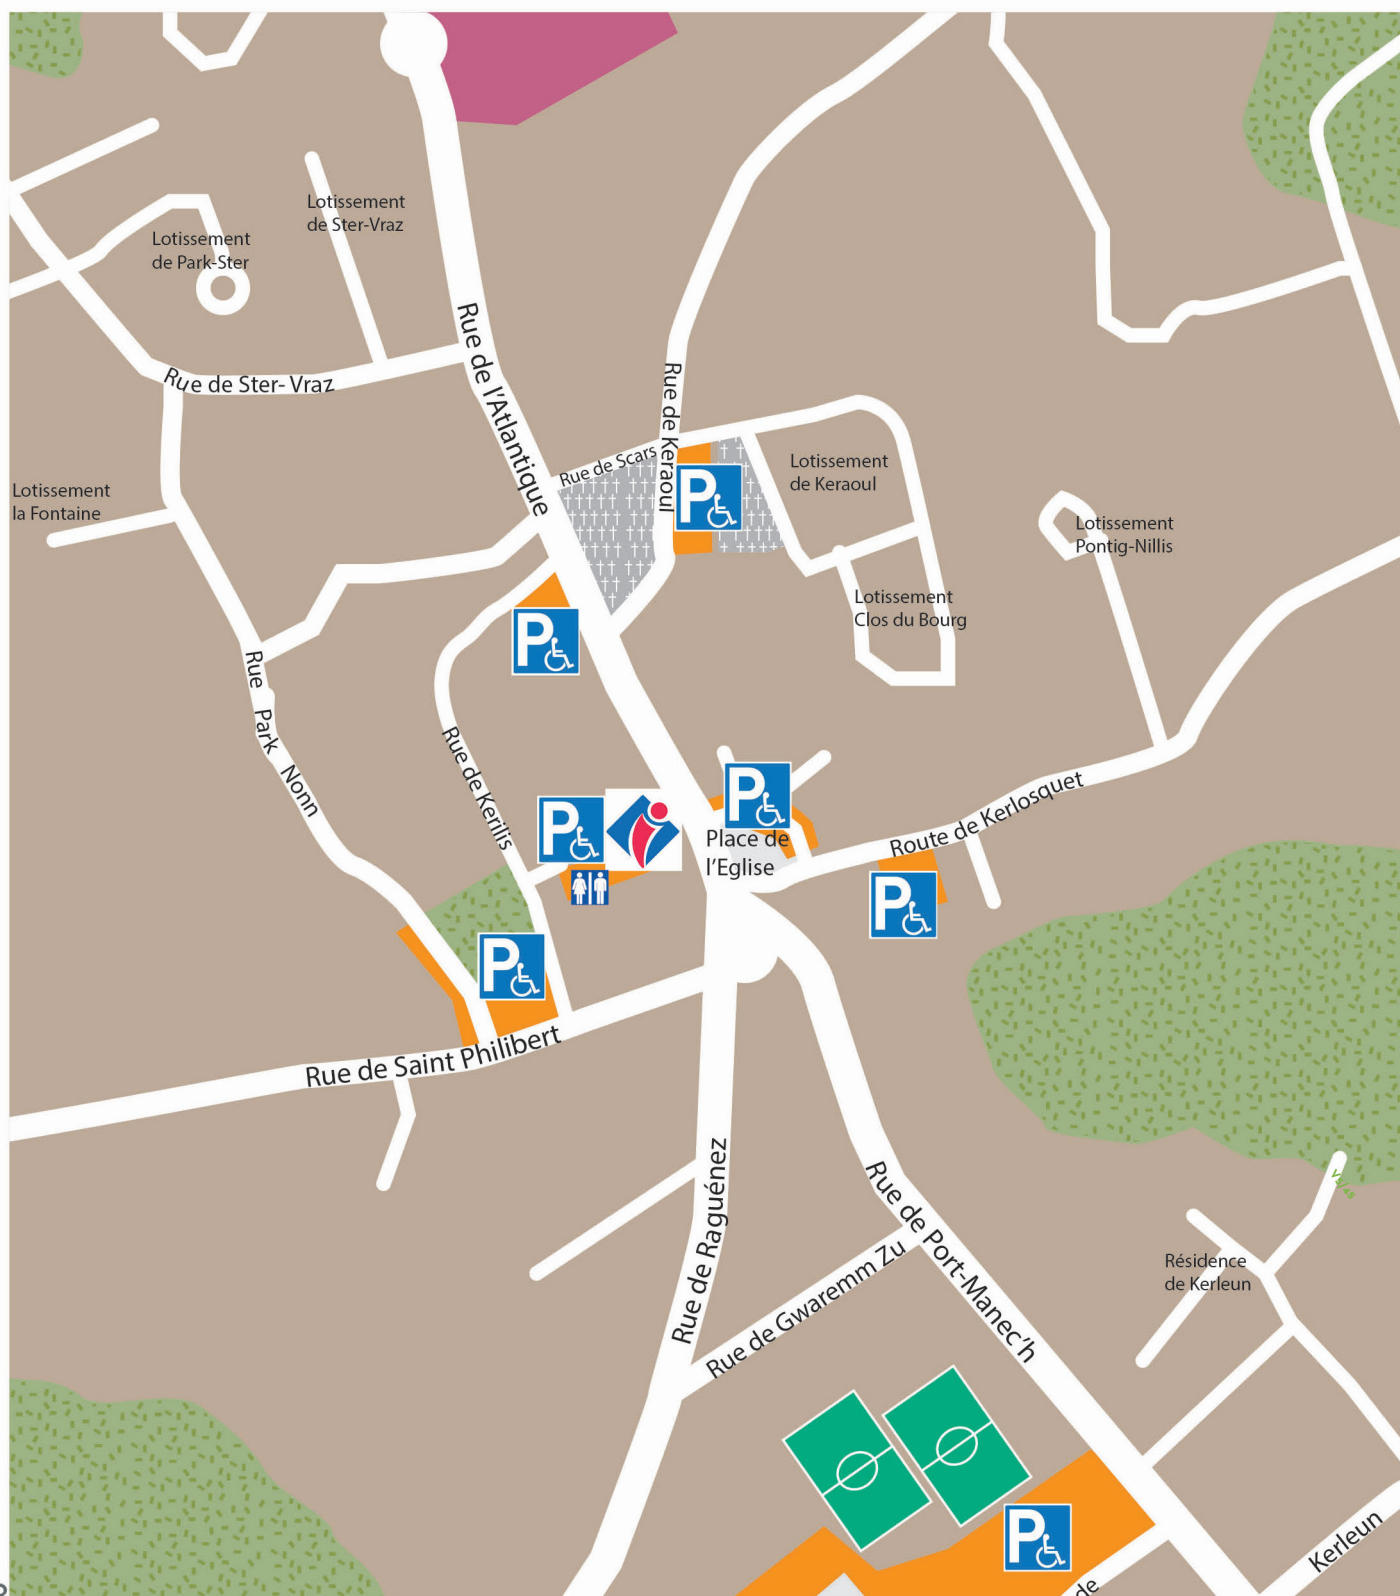 Lotissement
de Ster-Vraz
Lotissement
de Park-Ster
Rue de l'Atlantique
Rue de Ster- Vraz
Rue de Keraoul
Rue de Scars
Lotissement
de Keraoul
Lotissement
la Fontaine
P
Lotissement
Pontig-Nillis
Lotissement
Clos du Bourg
P
Rue Park Nonn
Rue de Kerilis
P
P
Place de
l'Eglise
Route de Kerlosquet
P
P
Rue de Saint Philibert
Rue de Raguénez
Rue de Port-Manec'h
Rue de Gwaremm Zu
Résidence
de Kerleun
P
Kerleun
de